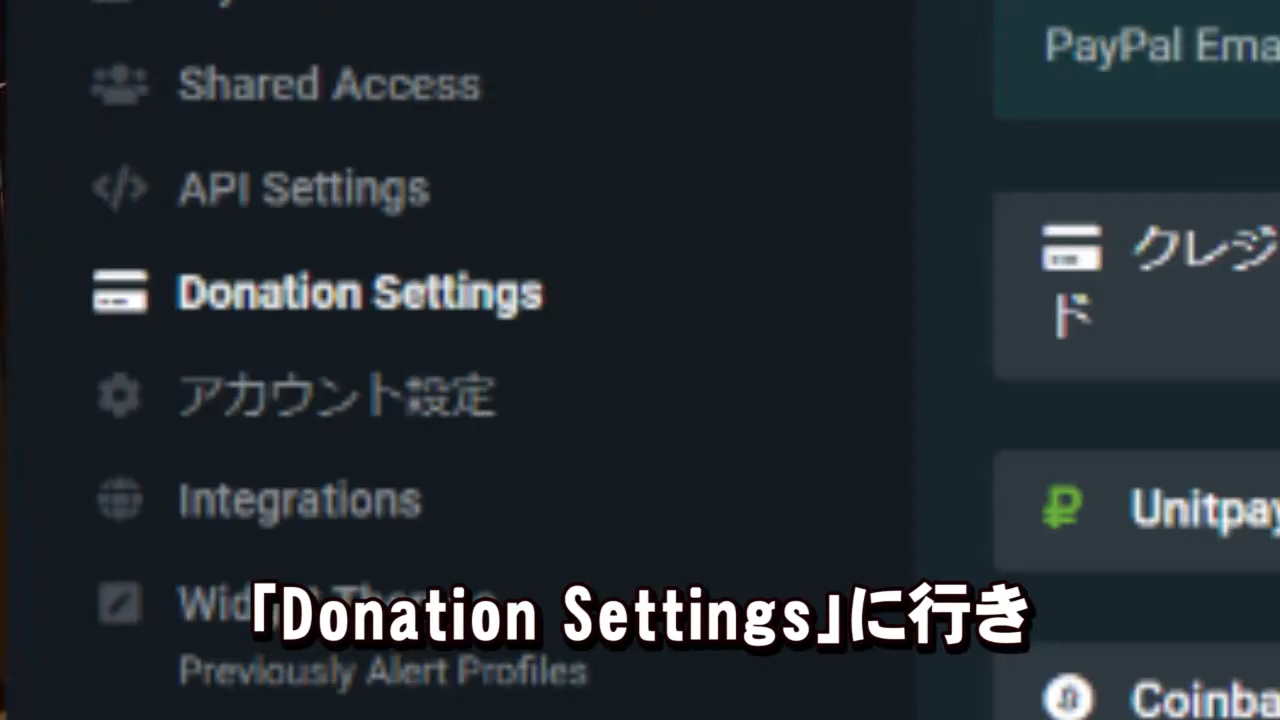 Shared Access
API Settings
Donation Settings
アカウント設定
Integrations
Previously Alert Profiles
PayPal Ema
クレジ
ド
Unitpay
Coinba
「Donation Settings」に行き